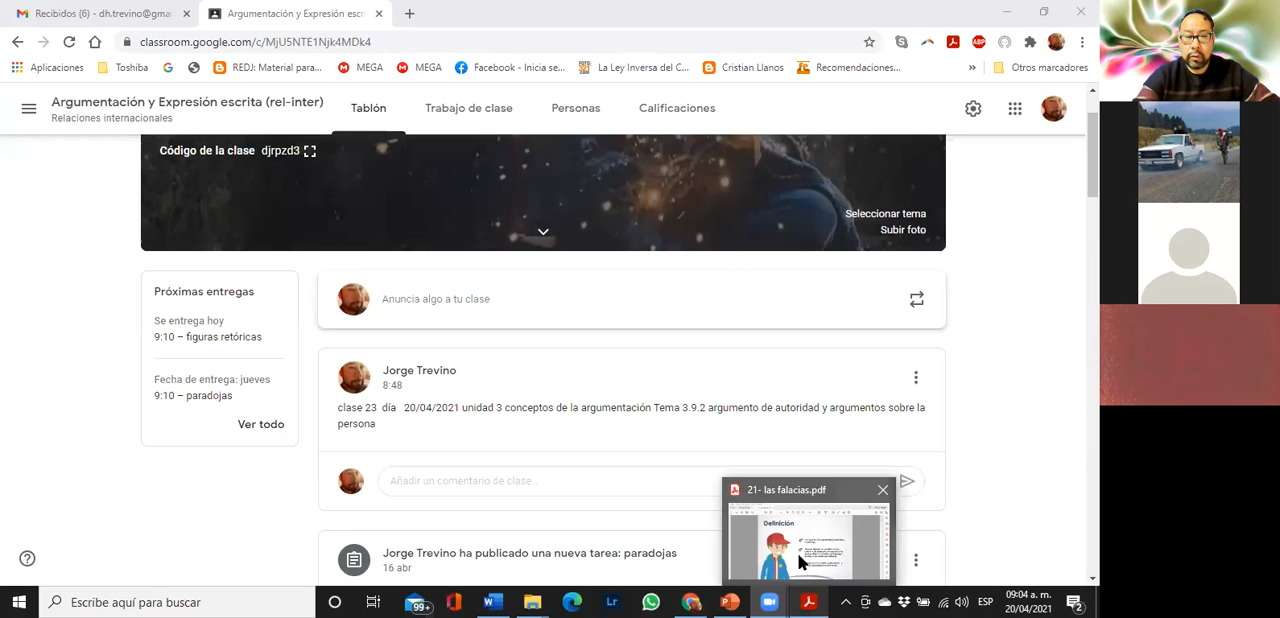 Recibidos (6) - dh.trevino@gma
Argumentación y Expresión escri
classroom.google.com/c/MjU5NTE1Njk4MDk4
Aplicaciones
Toshiba
REDJ: Material para...
MEGA
MEGA
Facebook - Inicia se...
La Ley Inversa del C...
Cristian Llanos
Recomendaciones...
»
Otros marcadores
Argumentación y Expresión escrita (rel-inter)
Relaciones internacionales
Tablón
Trabajo de clase
Personas
Calificaciones
Código de la clase djrpzd3
Seleccionar tema
Subir foto
Próximas entregas
Se entrega hoy
9:10 – figuras retóricas
Fecha de entrega: jueves
9:10 – paradojas
Ver todo
Anuncia algo a tu clase
Jorge Trevino
8:48
clase 23 día 20/04/2021 unidad 3 conceptos de la argumentación Tema 3.9.2 argumento de autoridad y argumentos sobre la
persona
Añadir un comentario de clase...
21- las falacias.pdf
Definición
Jorge Trevino ha publicado una nueva tarea: paradojas
16 abr
Escribe aquí para buscar
99+
Lr
ESP
09:04 a. m.
20/04/2021
2